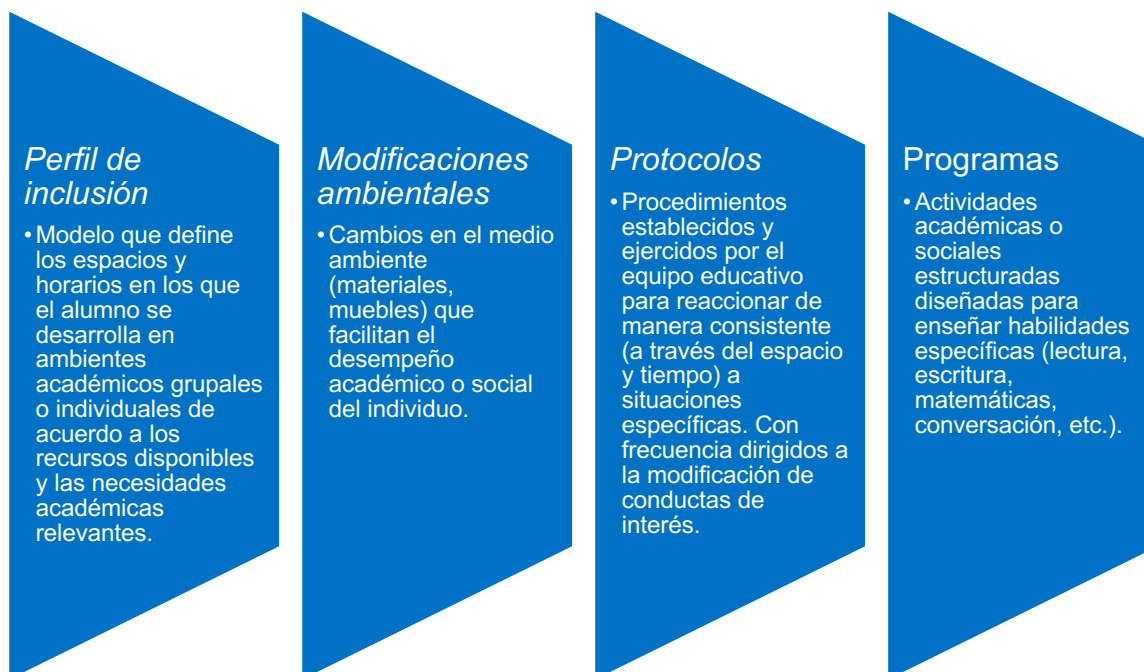 Perfil de
inclusión
•Modelo que define
los espacios y
horarios en los que
el alumno se
desarrolla en
ambientes
académicos grupales
o individuales de
acuerdo a los
recursos disponibles
y las necesidades
académicas
relevantes.
Modificaciones
ambientales
•Cambios en el medio
ambiente
(materiales,
muebles) que
facilitan el
desempeño
académico o social
del individuo.
Protocolos
•Procedimientos
establecidos y
ejercidos por el
equipo educativo
para reaccionar de
manera consistente
(a través del espacio
y tiempo) a
situaciones
específicas. Con
frecuencia dirigidos a
la modificación de
conductas de
interés.
Programas
•Actividades
académicas o
sociales
estructuradas
diseñadas para
enseñar habilidades
específicas (lectura,
escritura,
matemáticas,
conversación, etc.).